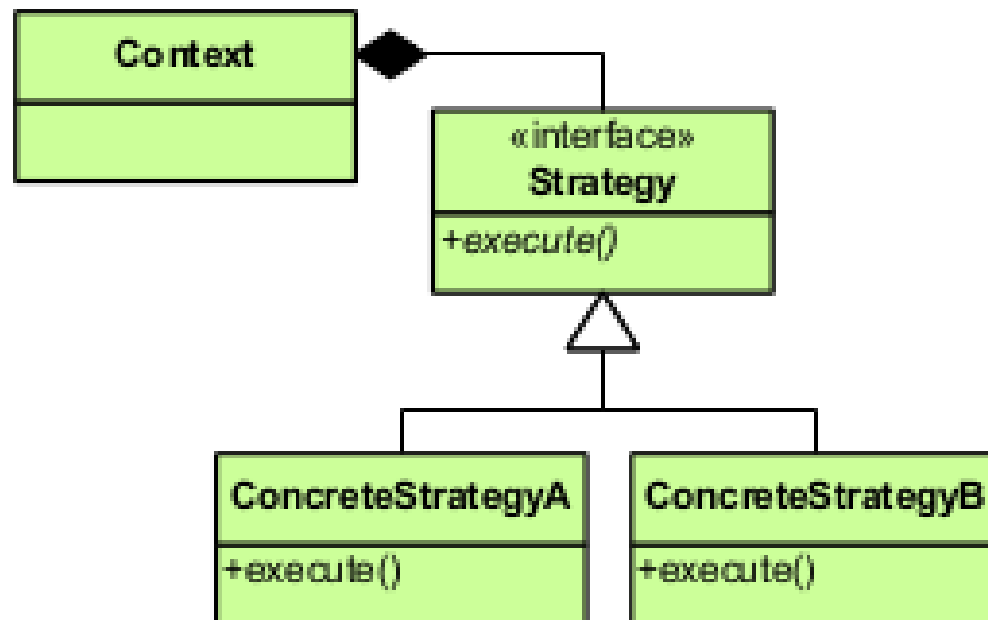 Context
«interface»
Strategy
+execute()
ConcreteStrategyA
ConcreteStrategyB
+execute()
+execute()